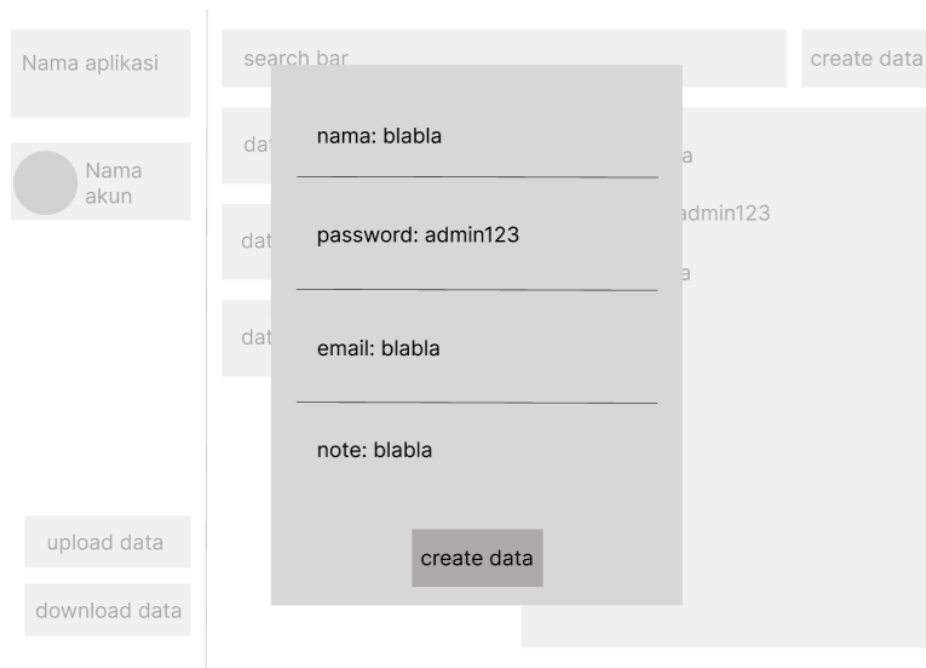 Nama aplikasi
search bar
create data
Nama
akun
nama: blabla
password: admin123
admin123
email: blabla
note: blabla
upload data
create data
download data